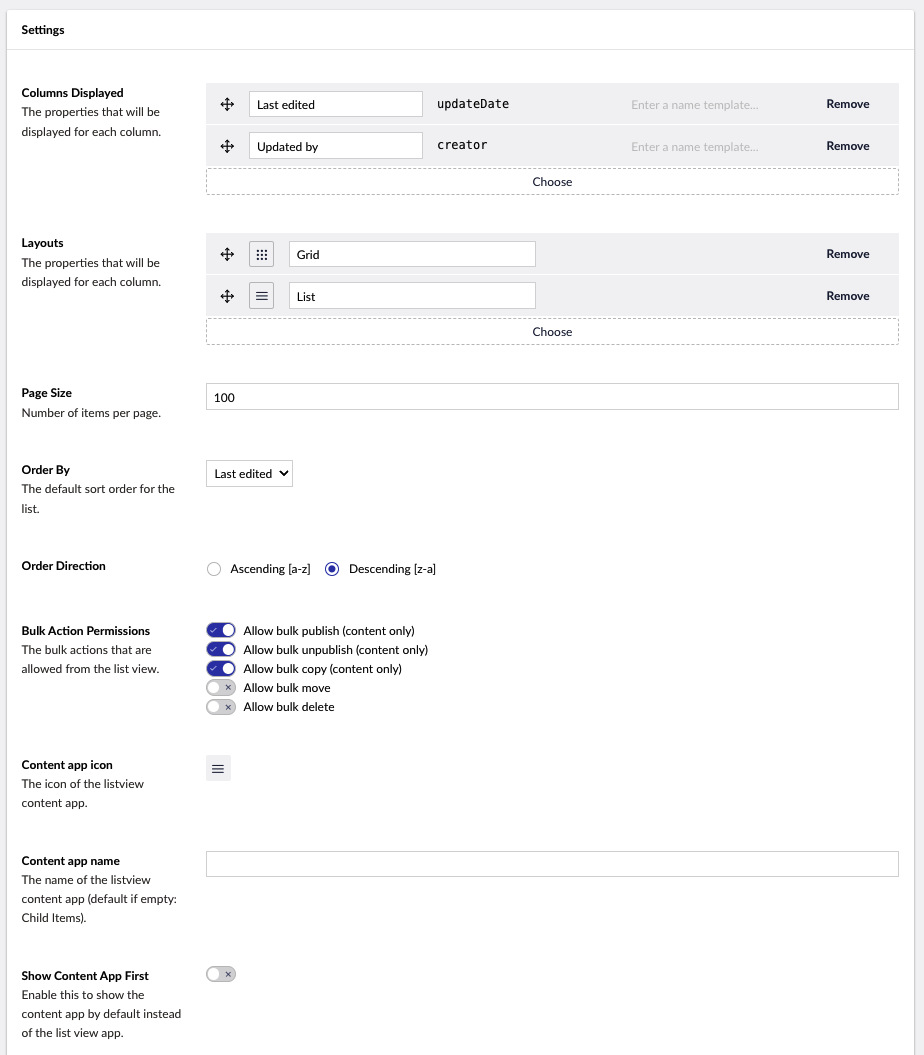 Settings
Columns Displayed
The properties that will be
displayed for each column.
Last edited updateDate Enter a name template... Remove
Updated by creator Enter a name template... Remove
Choose
Layouts
The properties that will be
displayed for each column.
Grid Remove
List Remove
Choose
Page Size
Number of items per page.
100
Order By
The default sort order for the
list.
Last edited
Order Direction
Ascending [a-z] Descending [z-a]
Bulk Action Permissions
The bulk actions that are
allowed from the list view.
Allow bulk publish (content only)
Allow bulk unpublish (content only)
Allow bulk copy (content only)
Allow bulk move
Allow bulk delete
Content app icon
The icon of the listview
content app.
Content app name
The name of the listview
content app (default if empty:
Child Items).
Show Content App First
Enable this to show the
content app by default instead
of the list view app.